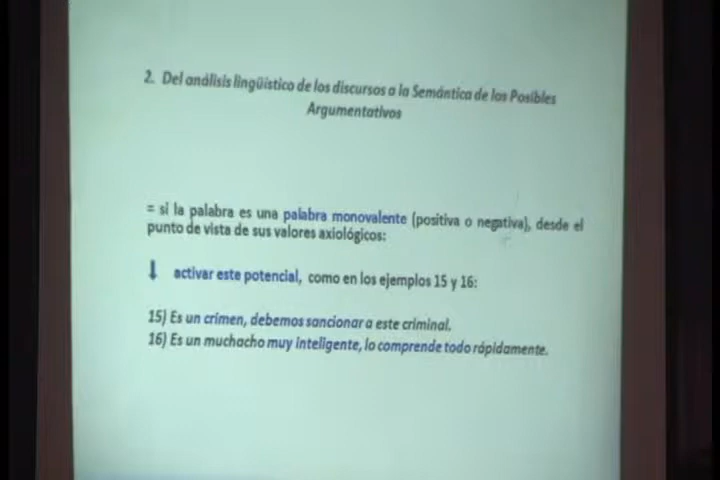 2. Del análisis lingüístico de los discursos a la Semántica de los Posibles
Argumentativos
= si la palabra es una palabra monovalente (positiva o negativa), desde el
punto de vista de sus valores axiológicos:
↓ activar este potencial, como en los ejemplos 15 y 16:
15) Es un crimen, debemos sancionar a este criminal.
16) Es un muchacho muy inteligente, lo comprende todo rápidamente.